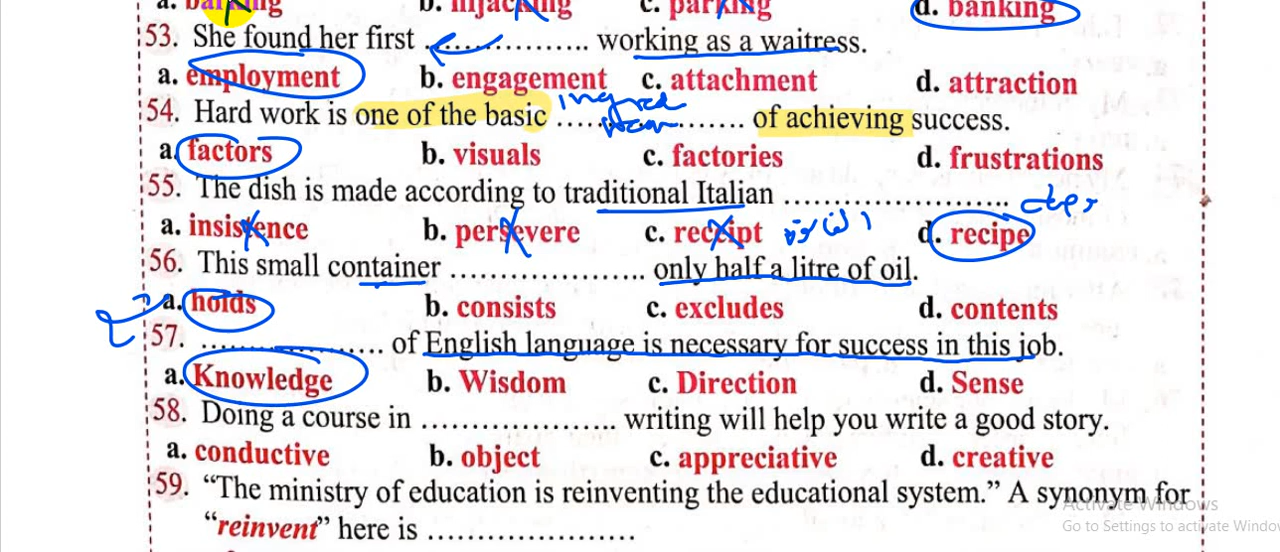 b. hijacking c. parking d. banking
53. She found her first ..................... working as a waitress.
a. employment b. engagement c. attachment d. attraction
54. Hard work is one of the basic ..................... of achieving success.
a. factors b. visuals c. factories d. frustrations
55. The dish is made according to traditional Italian .........................
a. insistence b. persevere c. receipt d. recipe
56. This small container ..................... only half a litre of oil.
a. holds b. consists c. excludes d. contents
57. ..................... of English language is necessary for success in this job.
a. Knowledge b. Wisdom c. Direction d. Sense
58. Doing a course in ..................... writing will help you write a good story.
a. conductive b. object c. appreciative d. creative
59. “The ministry of education is reinventing the educational system.” A synonym for
“reinvent” here is .......................
Activate Windows
Go to Settings to activate Window